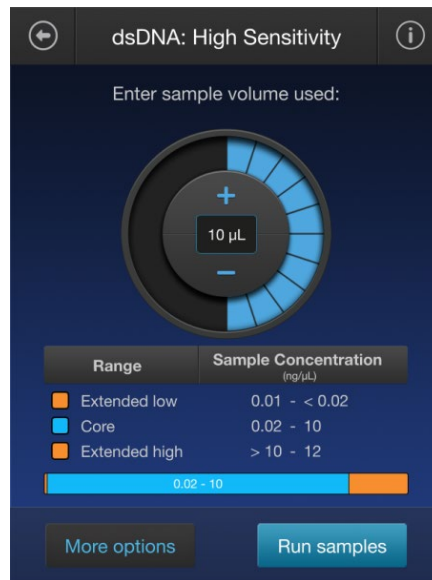 dsDNA: High Sensitivity
i
Enter sample volume used:
+
10 µL
−
Range Sample Concentration
(ng/µL)
Extended low 0.01 - < 0.02
Core 0.02 - 10
Extended high > 10 - 12
0.02 - 10
More options Run samples